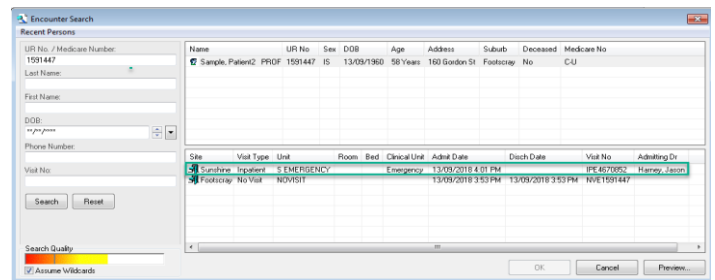 Encounter Search
Recent Persons
UR No. / Medicare Number:
1591447
Last Name:
First Name:
DOB:
**/**/****
Phone Number:
Visit No:
Search Reset
Search Quality
Assume Wildcards
Name UR No Sex DOB Age Address Suburb Deceased Medicare No
Sample, Patient2 PROF 1591447 IS 13/09/1960 58 Years 160 Gordon St Footscray No C-U
Site Visit Type Unit Room Bed Clinical Unit Admit Date Disch Date Visit No Admitting Dr
Sunshine Inpatient S EMERGENCY Emergency 13/09/2018 4:01 PM IPE4670852 Harney, Jason
Footscray No Visit NOVISIT 13/09/2018 3:53 PM 13/09/2018 3:53 PM NVE1591447
OK Cancel Preview...